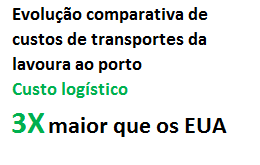 Evolução comparativa de
custos de transportes da
lavoura ao porto
Custo logístico
3X maior que os EUA